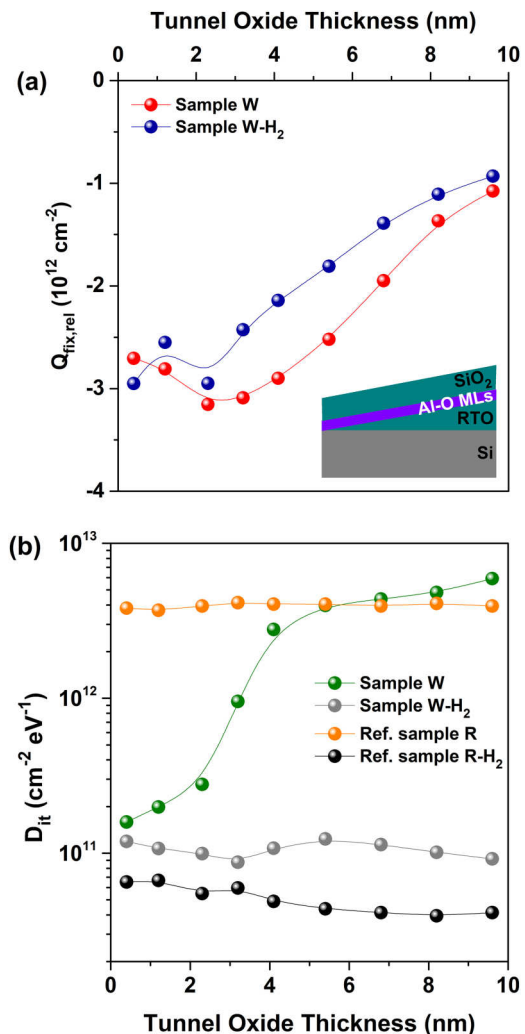 Tunnel Oxide Thickness (nm)
0 2 4 6 8 10
(a)
0
-1
-2
-3
-4
Q_fix,rel (10^12 cm^-2)
Sample W
Sample W-H₂
SiO₂
Al-O MLs
RTO
Si
(b)
10^13
10^12
10^11
D_it (cm^-2 eV^-1)
Sample W
Sample W-H₂
Ref. sample R
Ref. sample R-H₂
0 2 4 6 8 10
Tunnel Oxide Thickness (nm)